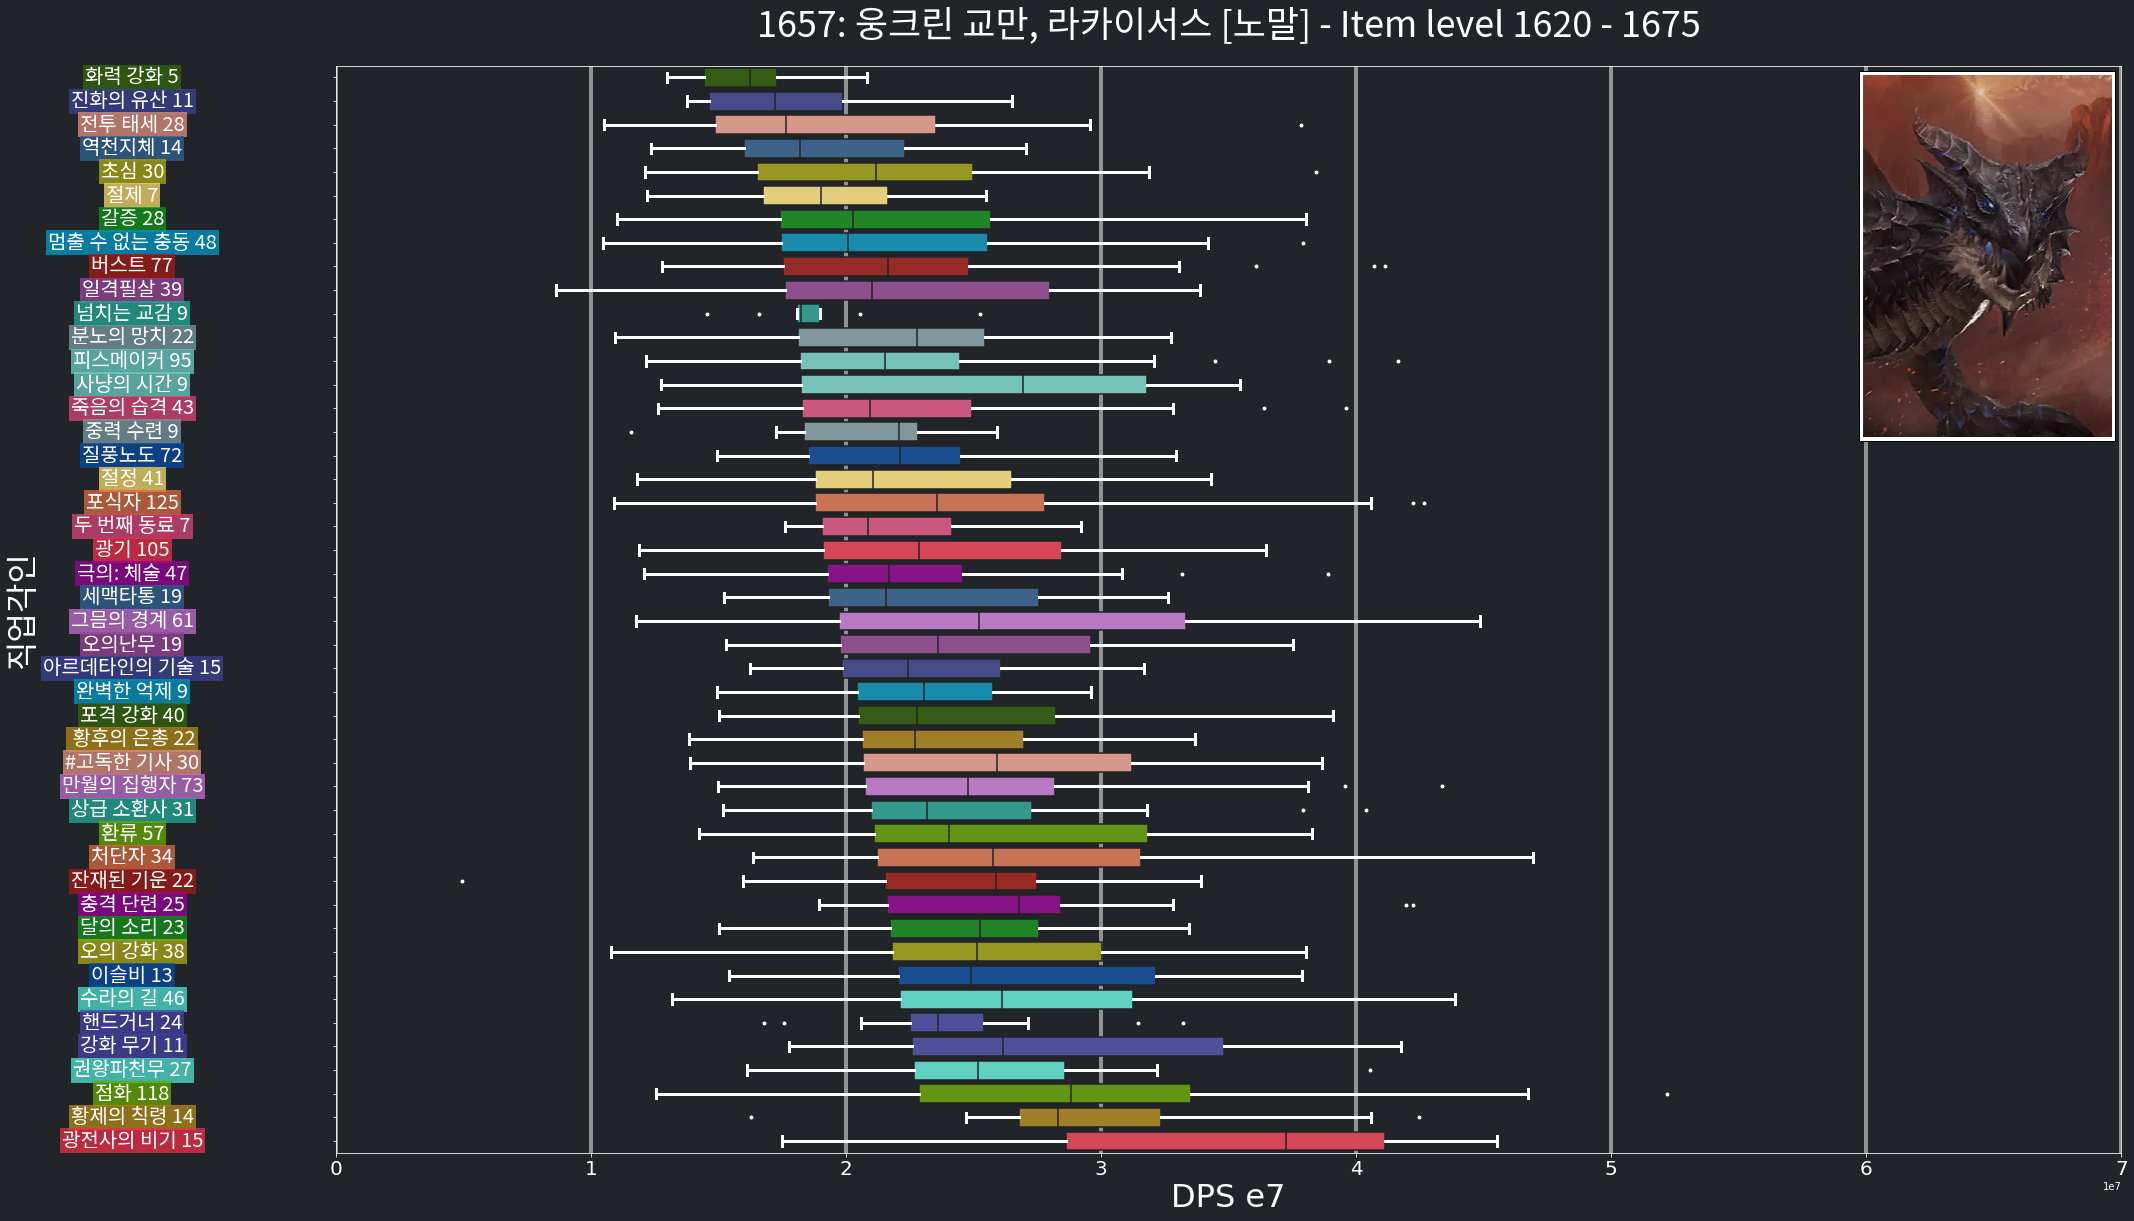 1657: 웅크린 교만, 라카이서스 [노말] - Item level 1620 - 1675
화력 강화 5
진화의 유산 11
전투 태세 28
역천지체 14
초심 30
절제 7
갈증 28
멈출 수 없는 충동 48
버스트 77
일격필살 39
넘치는 교감 9
분노의 망치 22
피스메이커 95
사냥의 시간 9
죽음의 습격 43
중력 수련 9
질풍노도 72
절정 41
포식자 125
두 번째 동료 7
광기 105
극의: 체술 47
세맥타통 19
그믐의 경계 61
오의난무 19
아르데타인의 기술 15
완벽한 억제 9
포격 강화 40
황후의 은총 22
#고독한 기사 30
만월의 집행자 73
상급 소환사 31
환류 57
처단자 34
잔재된 기운 22
충격 단련 25
달의 소리 23
오의 강화 38
이슬비 13
수라의 길 46
핸드거너 24
강화 무기 11
권왕파천무 27
점화 118
황제의 칙령 14
광전사의 비기 15
직업각인
0 1 2 3 4 5 6 7
1e7
DPS e7